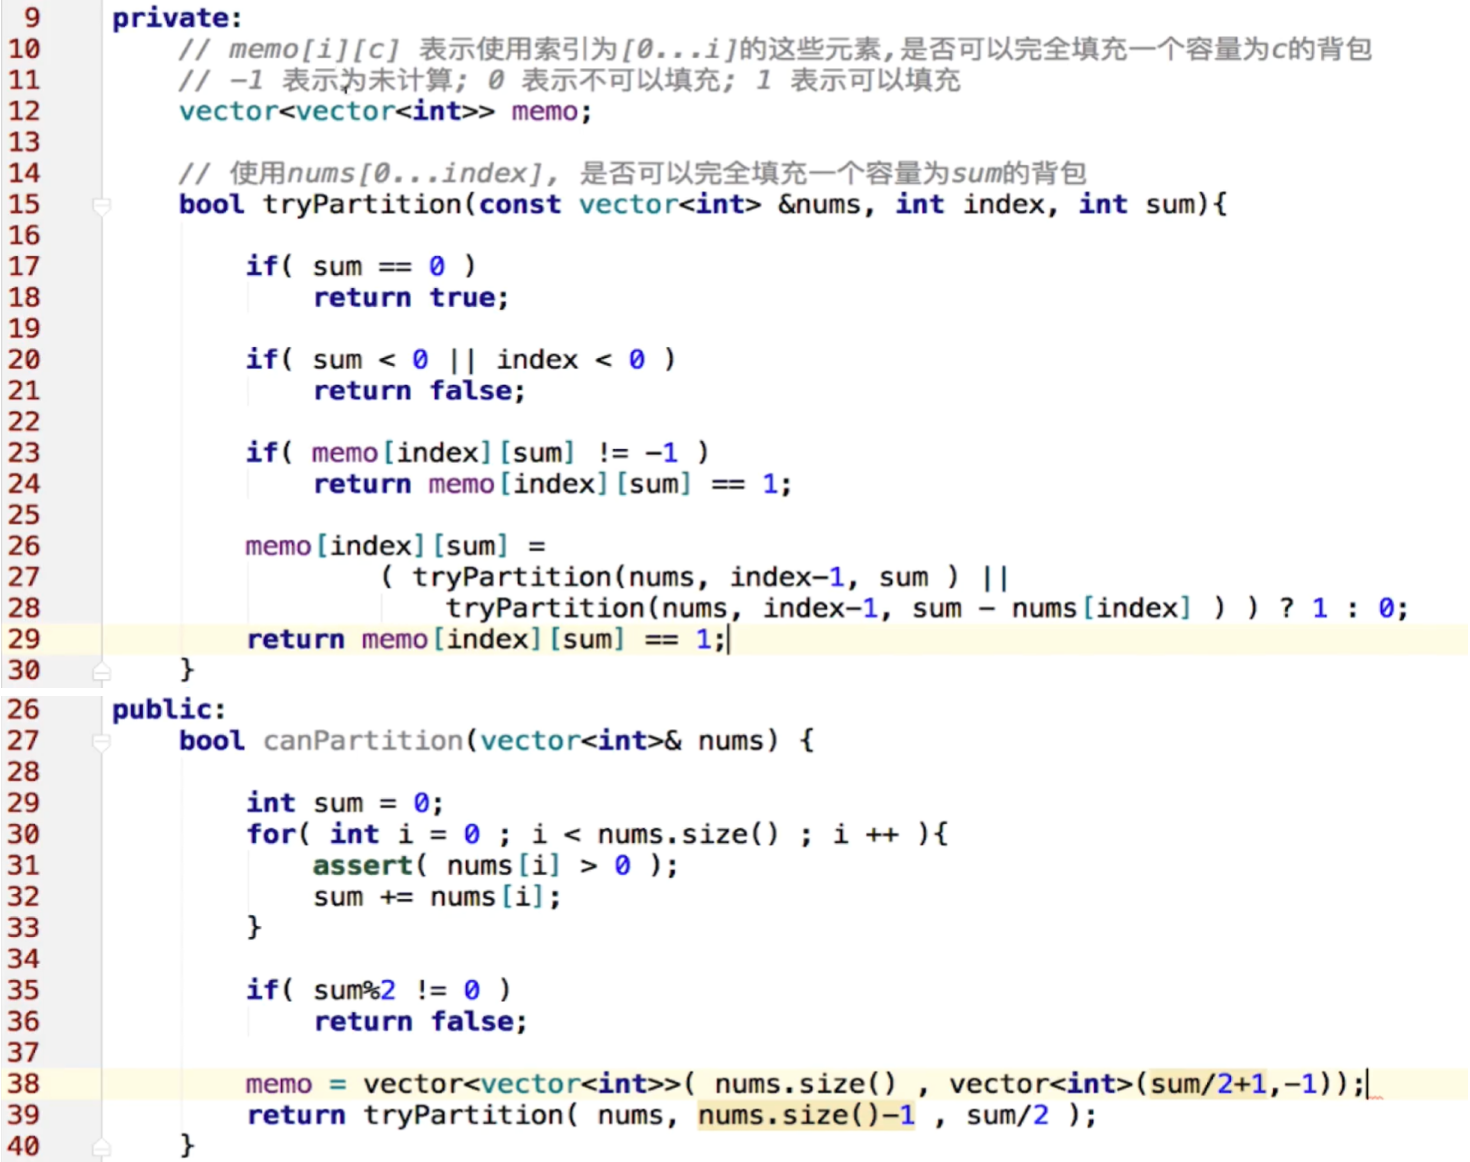 9 private:
10 // memo[i][c] 表示使用索引为[0...i]的这些元素,是否可以完全填充一个容量为c的背包
11 // -1 表示为未计算; 0 表示不可以填充; 1 表示可以填充
12 vector<vector<int>> memo;
13
14 // 使用nums[0...index], 是否可以完全填充一个容量为sum的背包
15 bool tryPartition(const vector<int> &nums, int index, int sum){
16
17 if( sum == 0 )
18 return true;
19
20 if( sum < 0 || index < 0 )
21 return false;
22
23 if( memo[index][sum] != -1 )
24 return memo[index][sum] == 1;
25
26 memo[index][sum] =
27 ( tryPartition(nums, index-1, sum ) ||
28 tryPartition(nums, index-1, sum - nums[index] ) ) ? 1 : 0;
29 return memo[index][sum] == 1;
30 }
26 public:
27 bool canPartition(vector<int>& nums) {
28
29 int sum = 0;
30 for( int i = 0 ; i < nums.size() ; i ++ ){
31 assert( nums[i] > 0 );
32 sum += nums[i];
33 }
34
35 if( sum%2 != 0 )
36 return false;
37
38 memo = vector<vector<int>>( nums.size() , vector<int>(sum/2+1,-1));
39 return tryPartition( nums, nums.size()-1 , sum/2 );
40 }